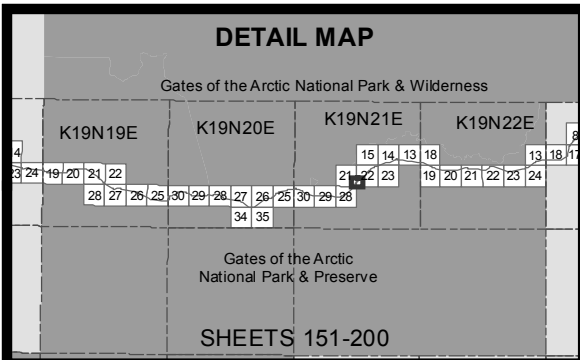 DETAIL MAP
Gates of the Arctic National Park & Wilderness
K19N19E K19N20E K19N21E K19N22E
8
4 15 14 13 18 13 18 17
23 24 19 20 21 22 21 22 23 19 20 21 22 23 24
28 27 26 25 30 29 28 27 26 25 30 29 28
34 35
Gates of the Arctic
National Park & Preserve
SHEETS 151-200